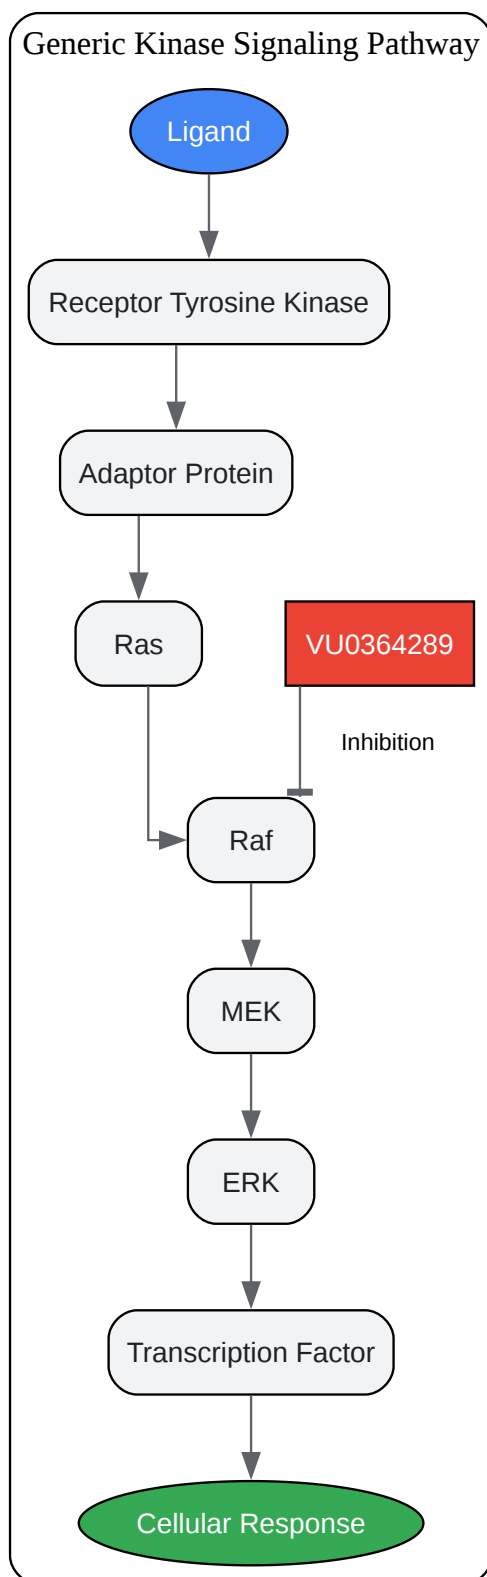 Generic Kinase Signaling Pathway
Ligand
Receptor Tyrosine Kinase
Adaptor Protein
Ras
VU0364289
Inhibition
Raf
MEK
ERK
Transcription Factor
Cellular Response